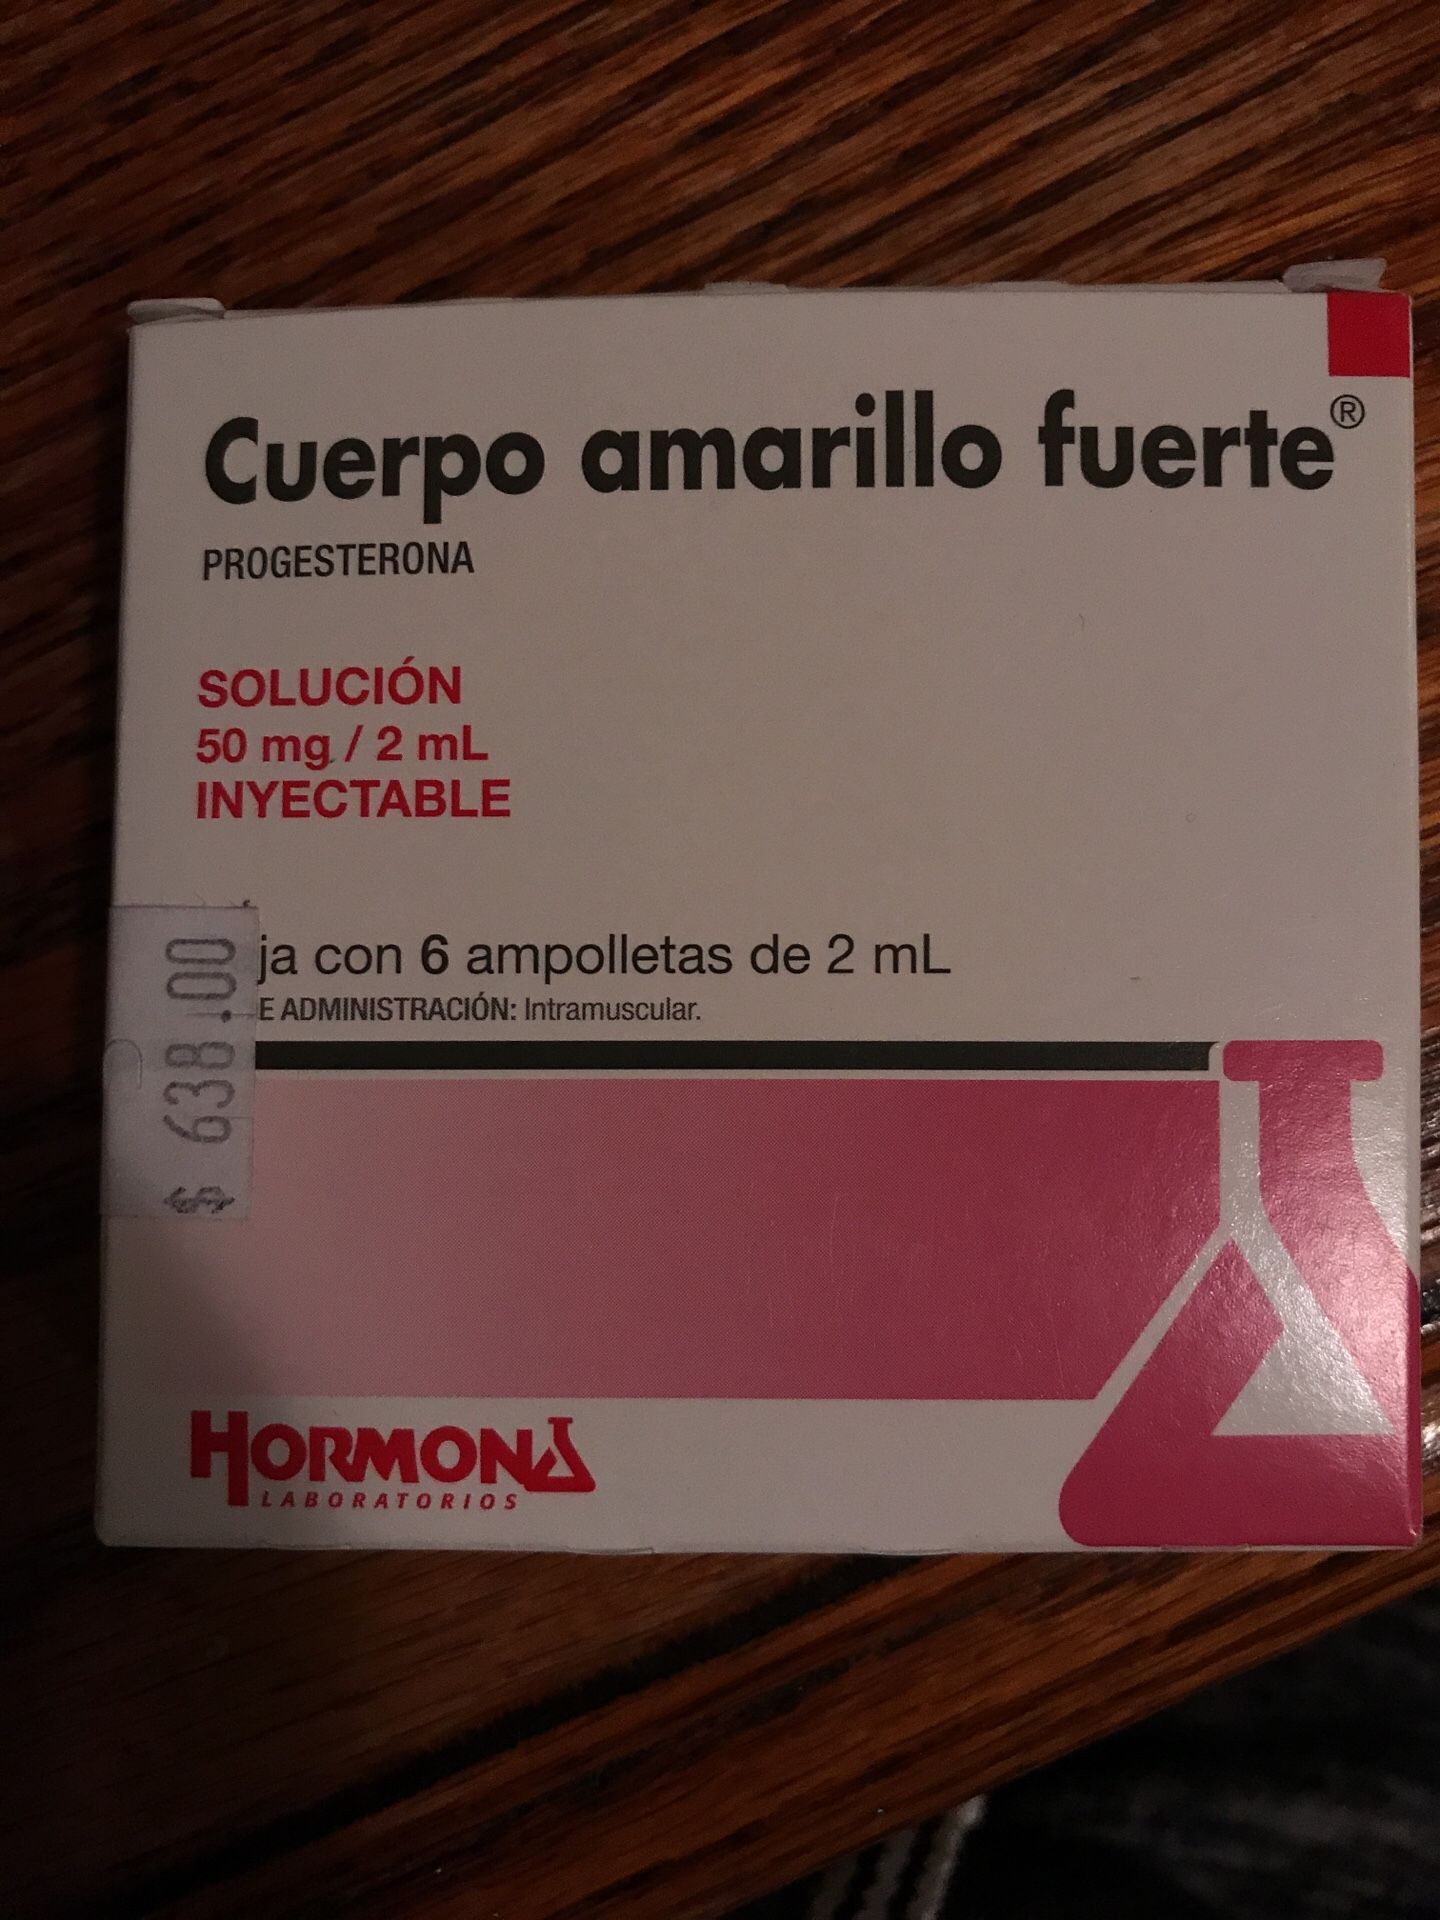 Cuerpo amarillo fuerte®
PROGESTERONA
SOLUCIÓN
50 mg / 2 mL
INYECTABLE
ja con 6 ampolletas de 2 mL
E ADMINISTRACIÓN: Intramuscular.
$ 638.00
HORMONA
LABORATORIOS